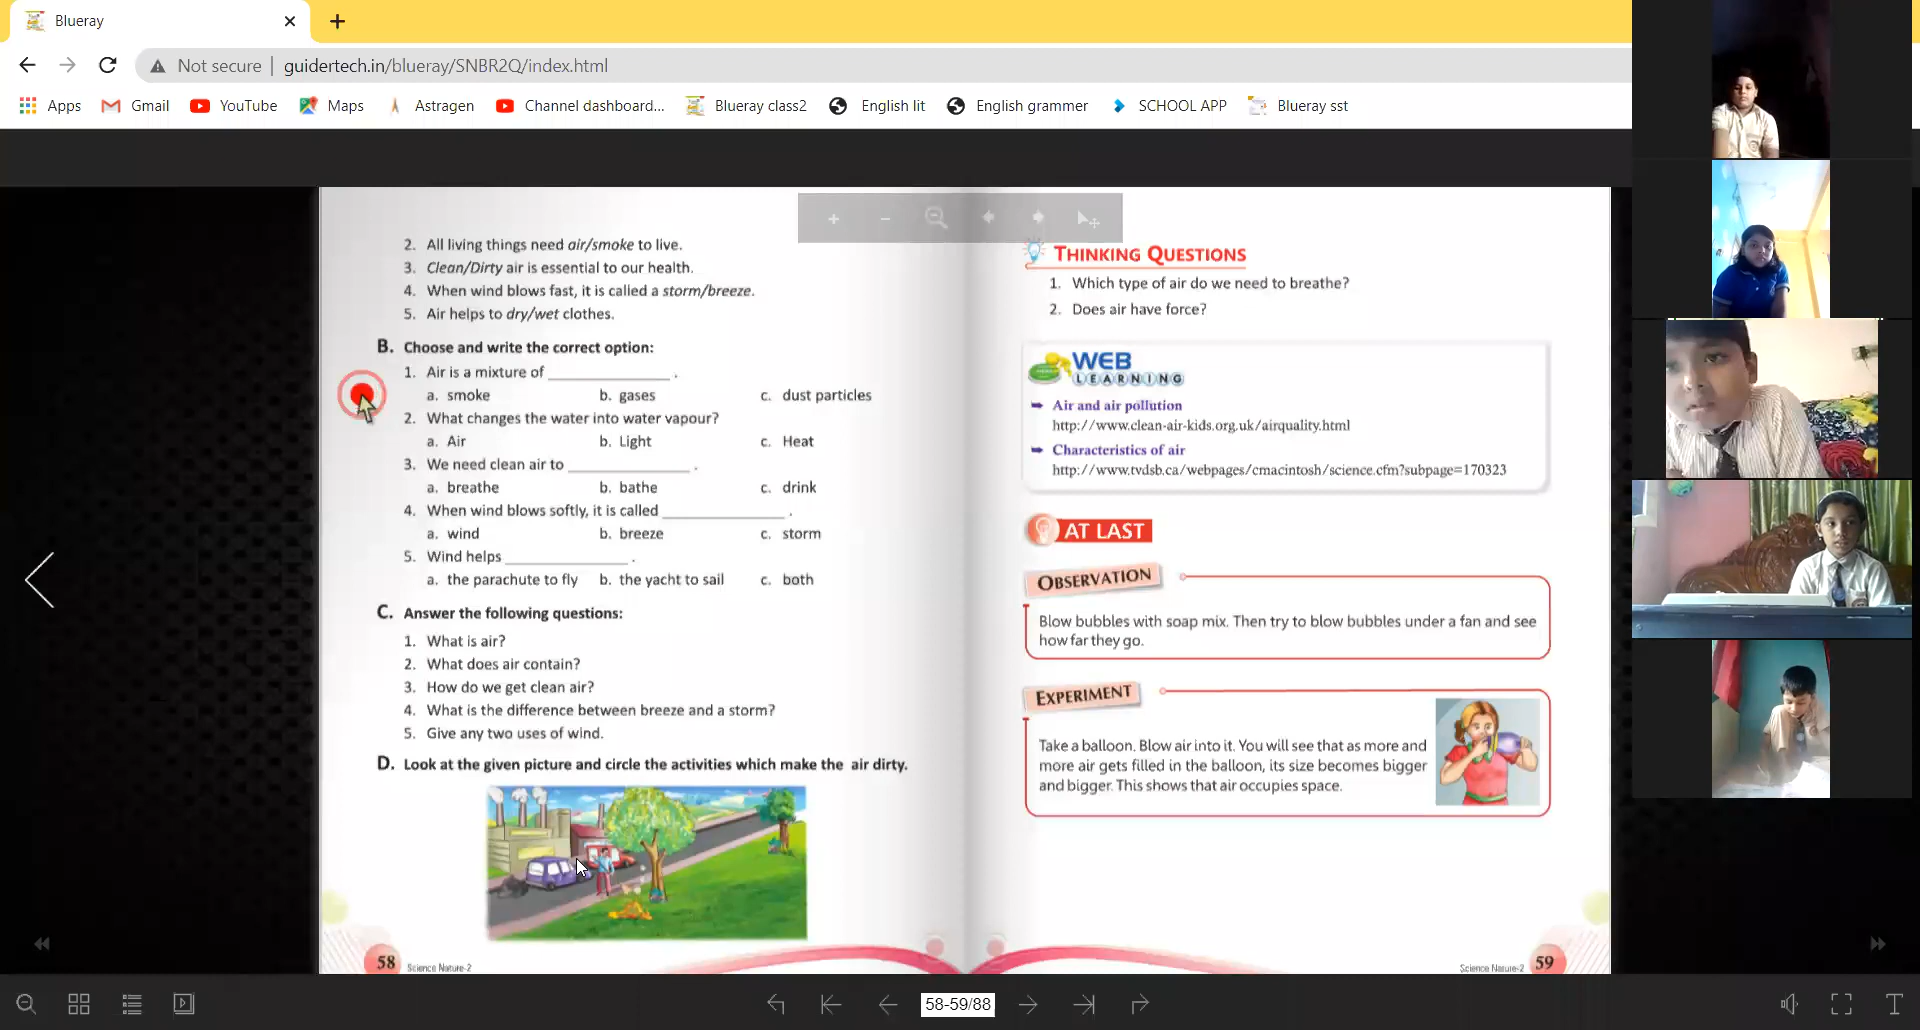 Blueray
Not secure | guidertech.in/blueray/SNBR2Q/index.html
Apps Gmail YouTube Maps Astragen Channel dashboard... Blueray class2 English lit English grammer SCHOOL APP Blueray sst
2. All living things need air/smoke to live.
3. Clean/Dirty air is essential to our health.
4. When wind blows fast, it is called a storm/breeze.
5. Air helps to dry/wet clothes.
B. Choose and write the correct option:
1. Air is a mixture of ______________ .
a. smoke b. gases c. dust particles
2. What changes the water into water vapour?
a. Air b. Light c. Heat
3. We need clean air to ______________ .
a. breathe b. bathe c. drink
4. When wind blows softly, it is called ______________ .
a. wind b. breeze c. storm
5. Wind helps ______________ .
a. the parachute to fly b. the yacht to sail c. both
C. Answer the following questions:
1. What is air?
2. What does air contain?
3. How do we get clean air?
4. What is the difference between breeze and a storm?
5. Give any two uses of wind.
D. Look at the given picture and circle the activities which make the air dirty.
58 Science Nature-2
THINKING QUESTIONS
1. Which type of air do we need to breathe?
2. Does air have force?
WEB
LEARNING
Air and air pollution
http://www.clean-air-kids.org.uk/airquality.html
Characteristics of air
http://www.tvdsb.ca/webpages/cmacintosh/science.cfm?subpage=170323
AT LAST
OBSERVATION
Blow bubbles with soap mix. Then try to blow bubbles under a fan and see
how far they go.
EXPERIMENT
Take a balloon. Blow air into it. You will see that as more and
more air gets filled in the balloon, its size becomes bigger
and bigger. This shows that air occupies space.
Science Nature-2 59
58-59/88